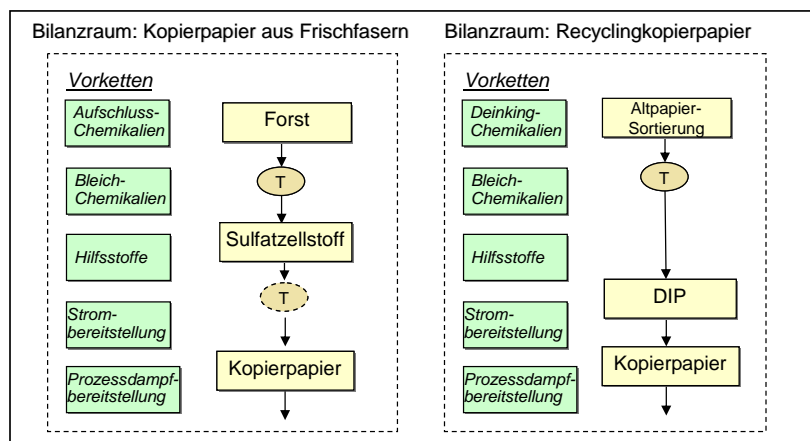 Bilanzraum: Kopierpapier aus Frischfasern
Vorketten
Aufschluss-
Chemikalien
Bleich-
Chemikalien
Hilfsstoffe
Strom-
bereitstellung
Prozessdampf-
bereitstellung
Forst
T
Sulfatzellstoff
T
Kopierpapier
Bilanzraum: Recyclingkopierpapier
Vorketten
Deinking-
Chemikalien
Bleich-
Chemikalien
Hilfsstoffe
Strom-
bereitstellung
Prozessdampf-
bereitstellung
Altpapier-
Sortierung
T
DIP
Kopierpapier